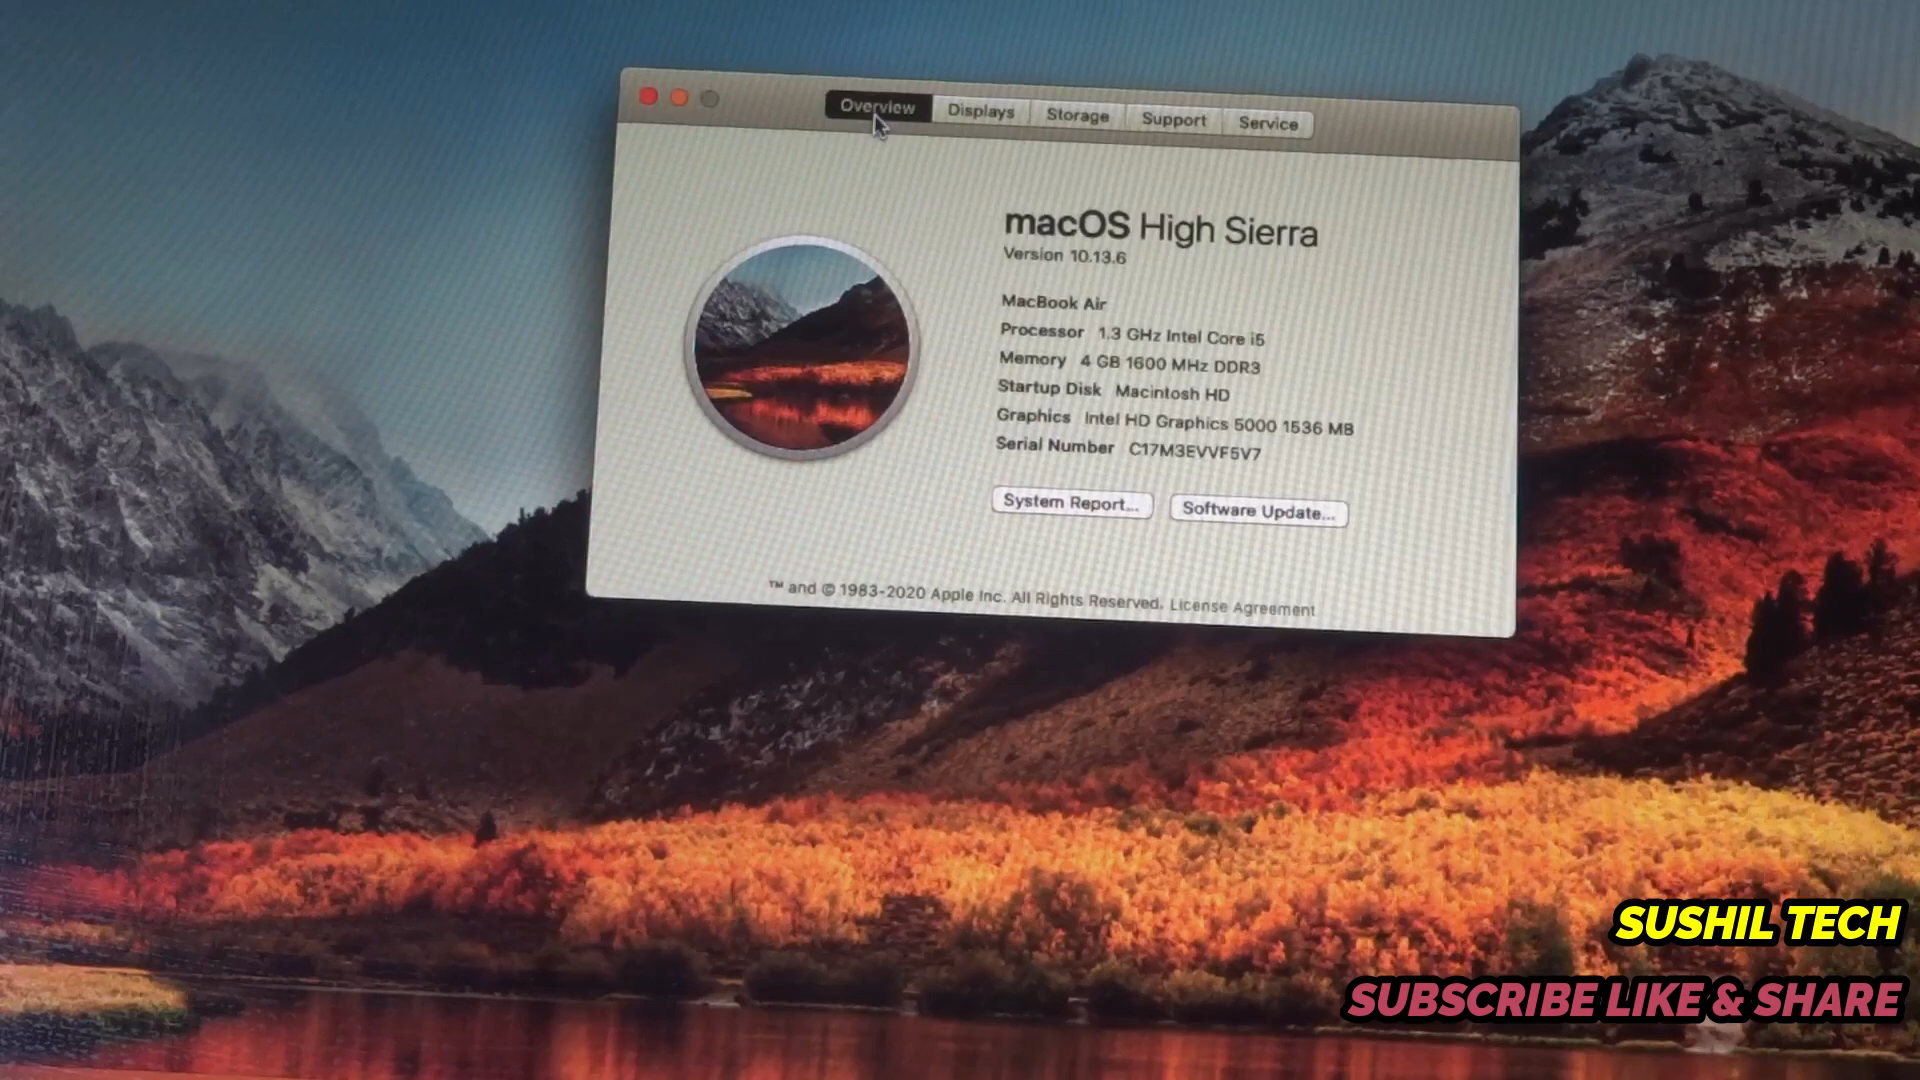 Overview Displays Storage Support Service
macOS High Sierra
Version 10.13.6
MacBook Air
Processor 1.3 GHz Intel Core i5
Memory 4 GB 1600 MHz DDR3
Startup Disk Macintosh HD
Graphics Intel HD Graphics 5000 1536 MB
Serial Number C17M3EVVF5V7
System Report... Software Update...
™ and © 1983-2020 Apple Inc. All Rights Reserved. License Agreement
SUSHIL TECH
SUBSCRIBE LIKE & SHARE